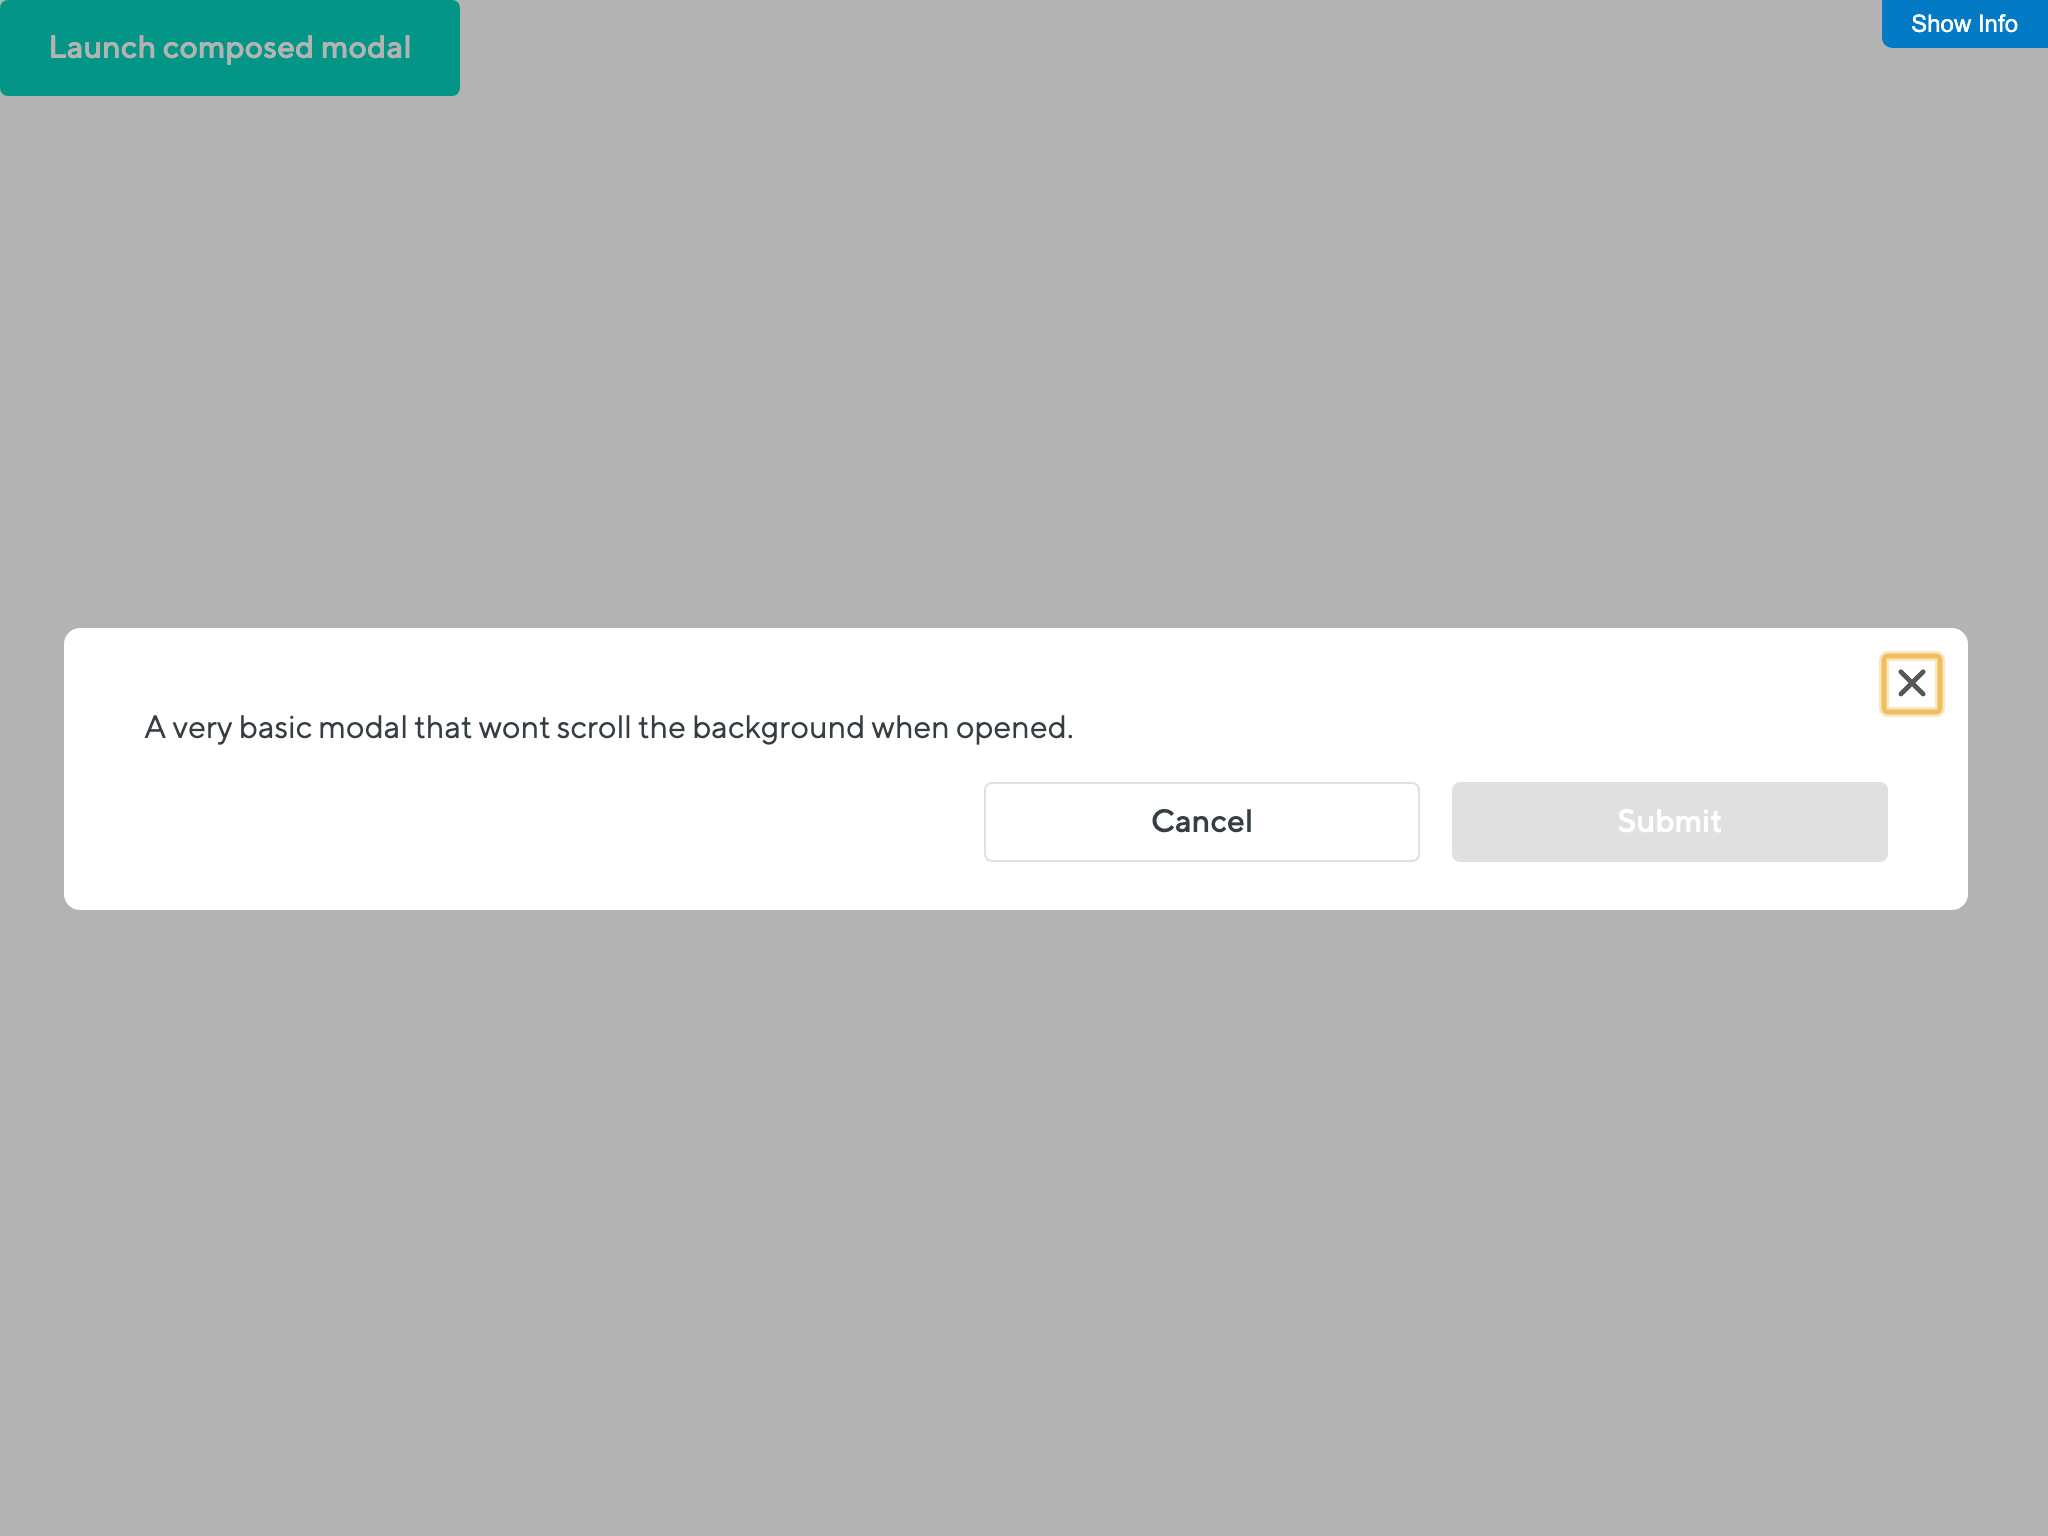 Launch composed modal
Show Info
A very basic modal that wont scroll the background when opened.
Cancel
Submit